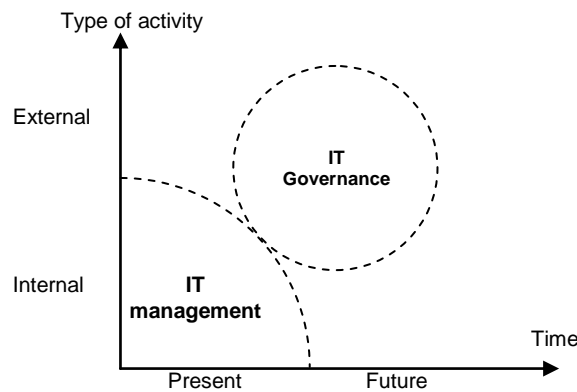 Type of activity
External
IT
Governance
Internal
IT
management
Time
Present
Future